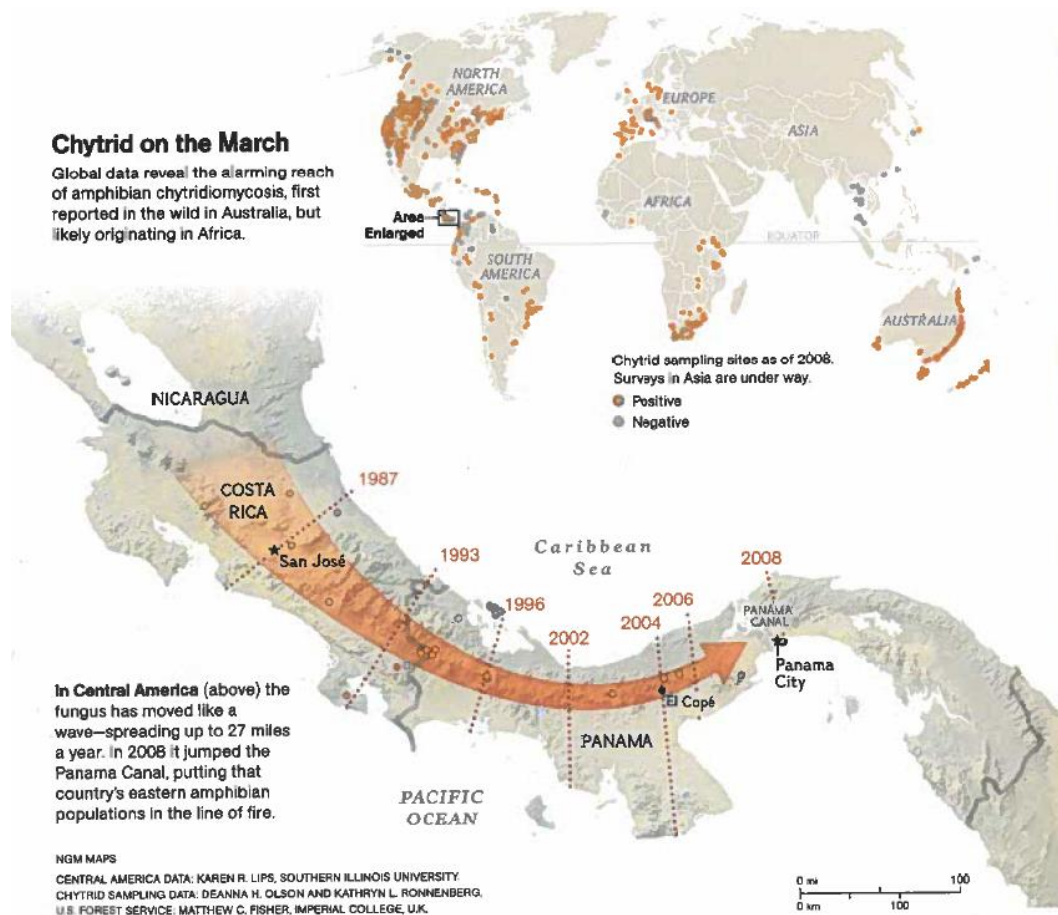 Chytrid on the March
Global data reveal the alarming reach
of amphibian chytridiomycosis, first
reported in the wild in Australia, but
likely originating in Africa.
NORTH
AMERICA
EUROPE
ASIA
AFRICA
Area
Enlarged
EQUATOR
SOUTH
AMERICA
AUSTRALIA
Chytrid sampling sites as of 2008.
Surveys in Asia are under way.
Positive
Negative
NICARAGUA
COSTA
RICA
1987
San José
1993
Caribbean
Sea
1996
2002
2004
2006
2008
PANAMA
CANAL
Panama
City
Copé
PANAMA
In Central America (above) the
fungus has moved like a
wave—spreading up to 27 miles
a year. In 2008 it jumped the
Panama Canal, putting that
country's eastern amphibian
populations in the line of fire.
PACIFIC
OCEAN
NGM MAPS
CENTRAL AMERICA DATA: KAREN R. LIPS, SOUTHERN ILLINOIS UNIVERSITY.
CHYTRID SAMPLING DATA: DEANNA H. OLSON AND KATHRYN L. RONNENBERG,
U.S. FOREST SERVICE; MATTHEW C. FISHER, IMPERIAL COLLEGE, U.K.
0 mi 100
0 km 100